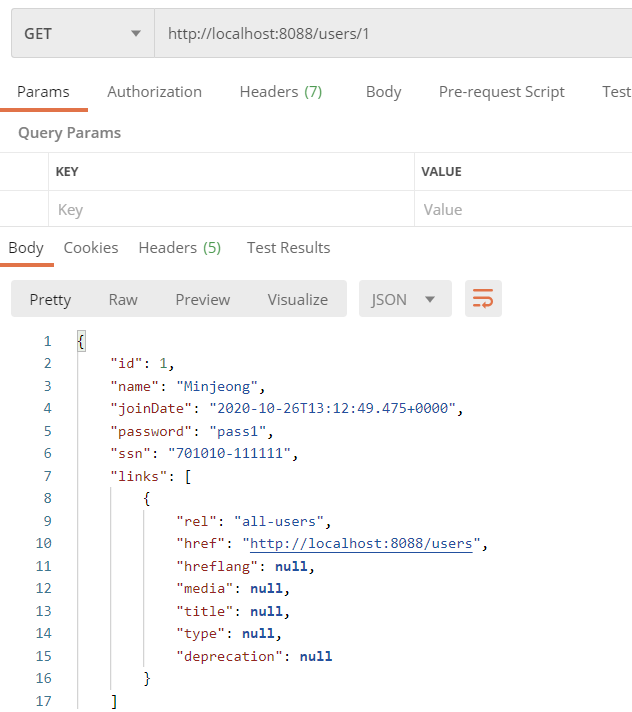 GET http://localhost:8088/users/1
Params Authorization Headers (7) Body Pre-request Script Test
Query Params
KEY VALUE
Key Value
Body Cookies Headers (5) Test Results
Pretty Raw Preview Visualize JSON
1 {
2 "id": 1,
3 "name": "Minjeong",
4 "joinDate": "2020-10-26T13:12:49.475+0000",
5 "password": "pass1",
6 "ssn": "701010-111111",
7 "links": [
8 {
9 "rel": "all-users",
10 "href": "http://localhost:8088/users",
11 "hreflang": null,
12 "media": null,
13 "title": null,
14 "type": null,
15 "deprecation": null
16 }
17 ]